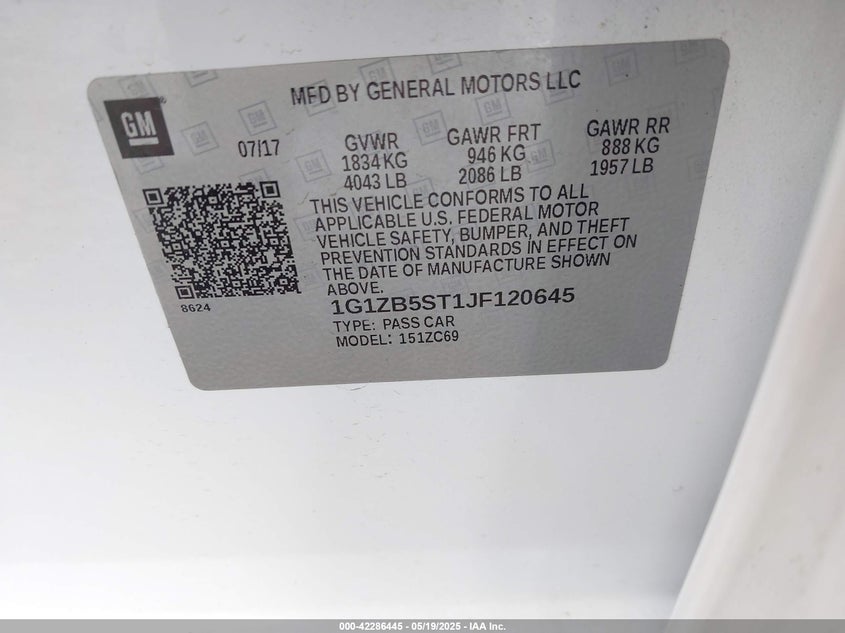 MFD BY GENERAL MOTORS LLC
GM
07/17
GVWR
1834 KG
4043 LB
GAWR FRT
946 KG
2086 LB
GAWR RR
888 KG
1957 LB
THIS VEHICLE CONFORMS TO ALL
APPLICABLE U.S. FEDERAL MOTOR
VEHICLE SAFETY, BUMPER, AND THEFT
PREVENTION STANDARDS IN EFFECT ON
THE DATE OF MANUFACTURE SHOWN
ABOVE.
8624
1G1ZB5ST1JF120645
TYPE: PASS CAR
MODEL: 151ZC69
000-42286445 - 05/19/2025 - IAA Inc.